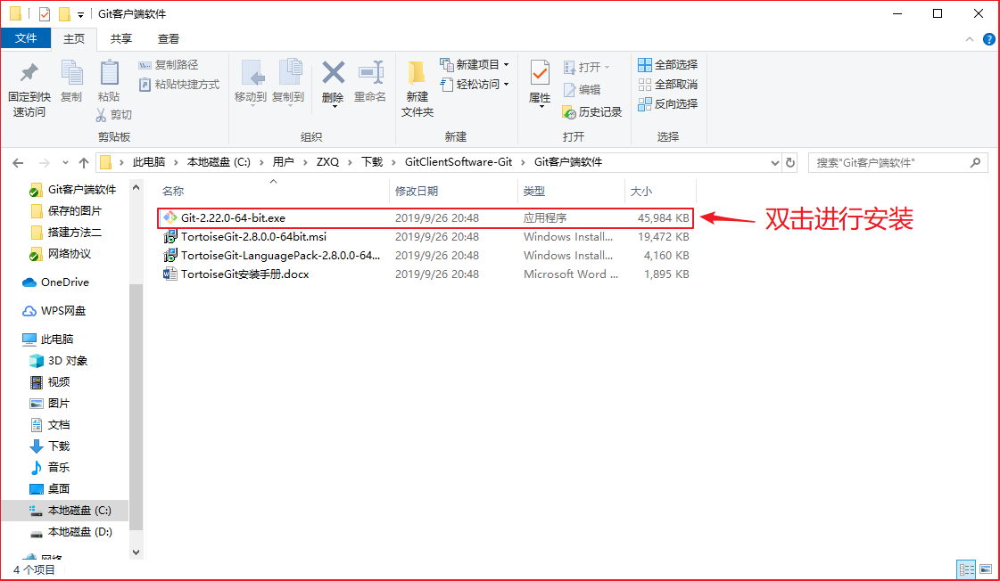 Git客户端软件
文件 主页 共享 查看
固定到快速访问
复制
粘贴
复制路径
粘贴快捷方式
剪切
剪贴板
移动到
复制到
删除
重命名
组织
新建文件夹
新建项目
轻松访问
新建
属性
打开
编辑
历史记录
打开
全部选择
全部取消
反向选择
选择
此电脑 > 本地磁盘 (C:) > 用户 > ZXQ > 下载 > GitClientSoftware-Git > Git客户端软件
搜索"Git客户端软件"
Git客户端软件
保存的图片
搭建方法二
网络协议
OneDrive
WPS网盘
此电脑
3D 对象
视频
图片
文档
下载
音乐
桌面
本地磁盘 (C:)
本地磁盘 (D:)
网络
名称 修改日期 类型 大小
Git-2.22.0-64-bit.exe 2019/9/26 20:48 应用程序 45,984 KB
TortoiseGit-2.8.0.0-64bit.msi 2019/9/26 20:48 Windows Install... 19,472 KB
TortoiseGit-LanguagePack-2.8.0.0-64... 2019/9/26 20:48 Windows Install... 4,160 KB
TortoiseGit安装手册.docx 2019/9/26 20:48 Microsoft Word ... 1,895 KB
双击进行安装
4 个项目